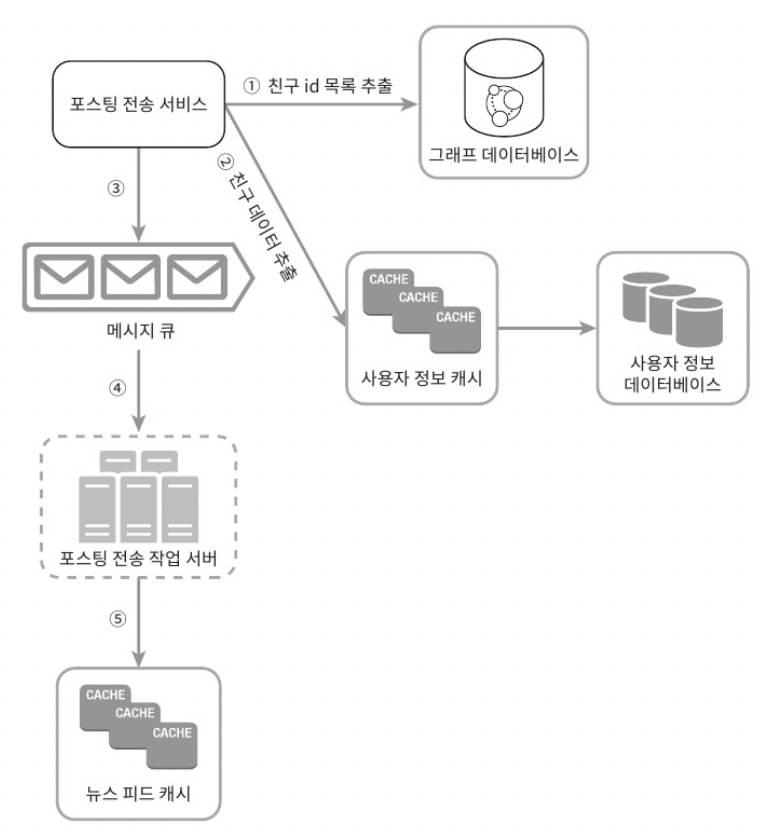 포스팅 전송 서비스
① 친구 id 목록 추출
그래프 데이터베이스
② 친구 데이터 추출
③
메시지 큐
CACHE
CACHE
CACHE
사용자 정보 캐시
사용자 정보
데이터베이스
④
포스팅 전송 작업 서버
⑤
CACHE
CACHE
CACHE
뉴스 피드 캐시